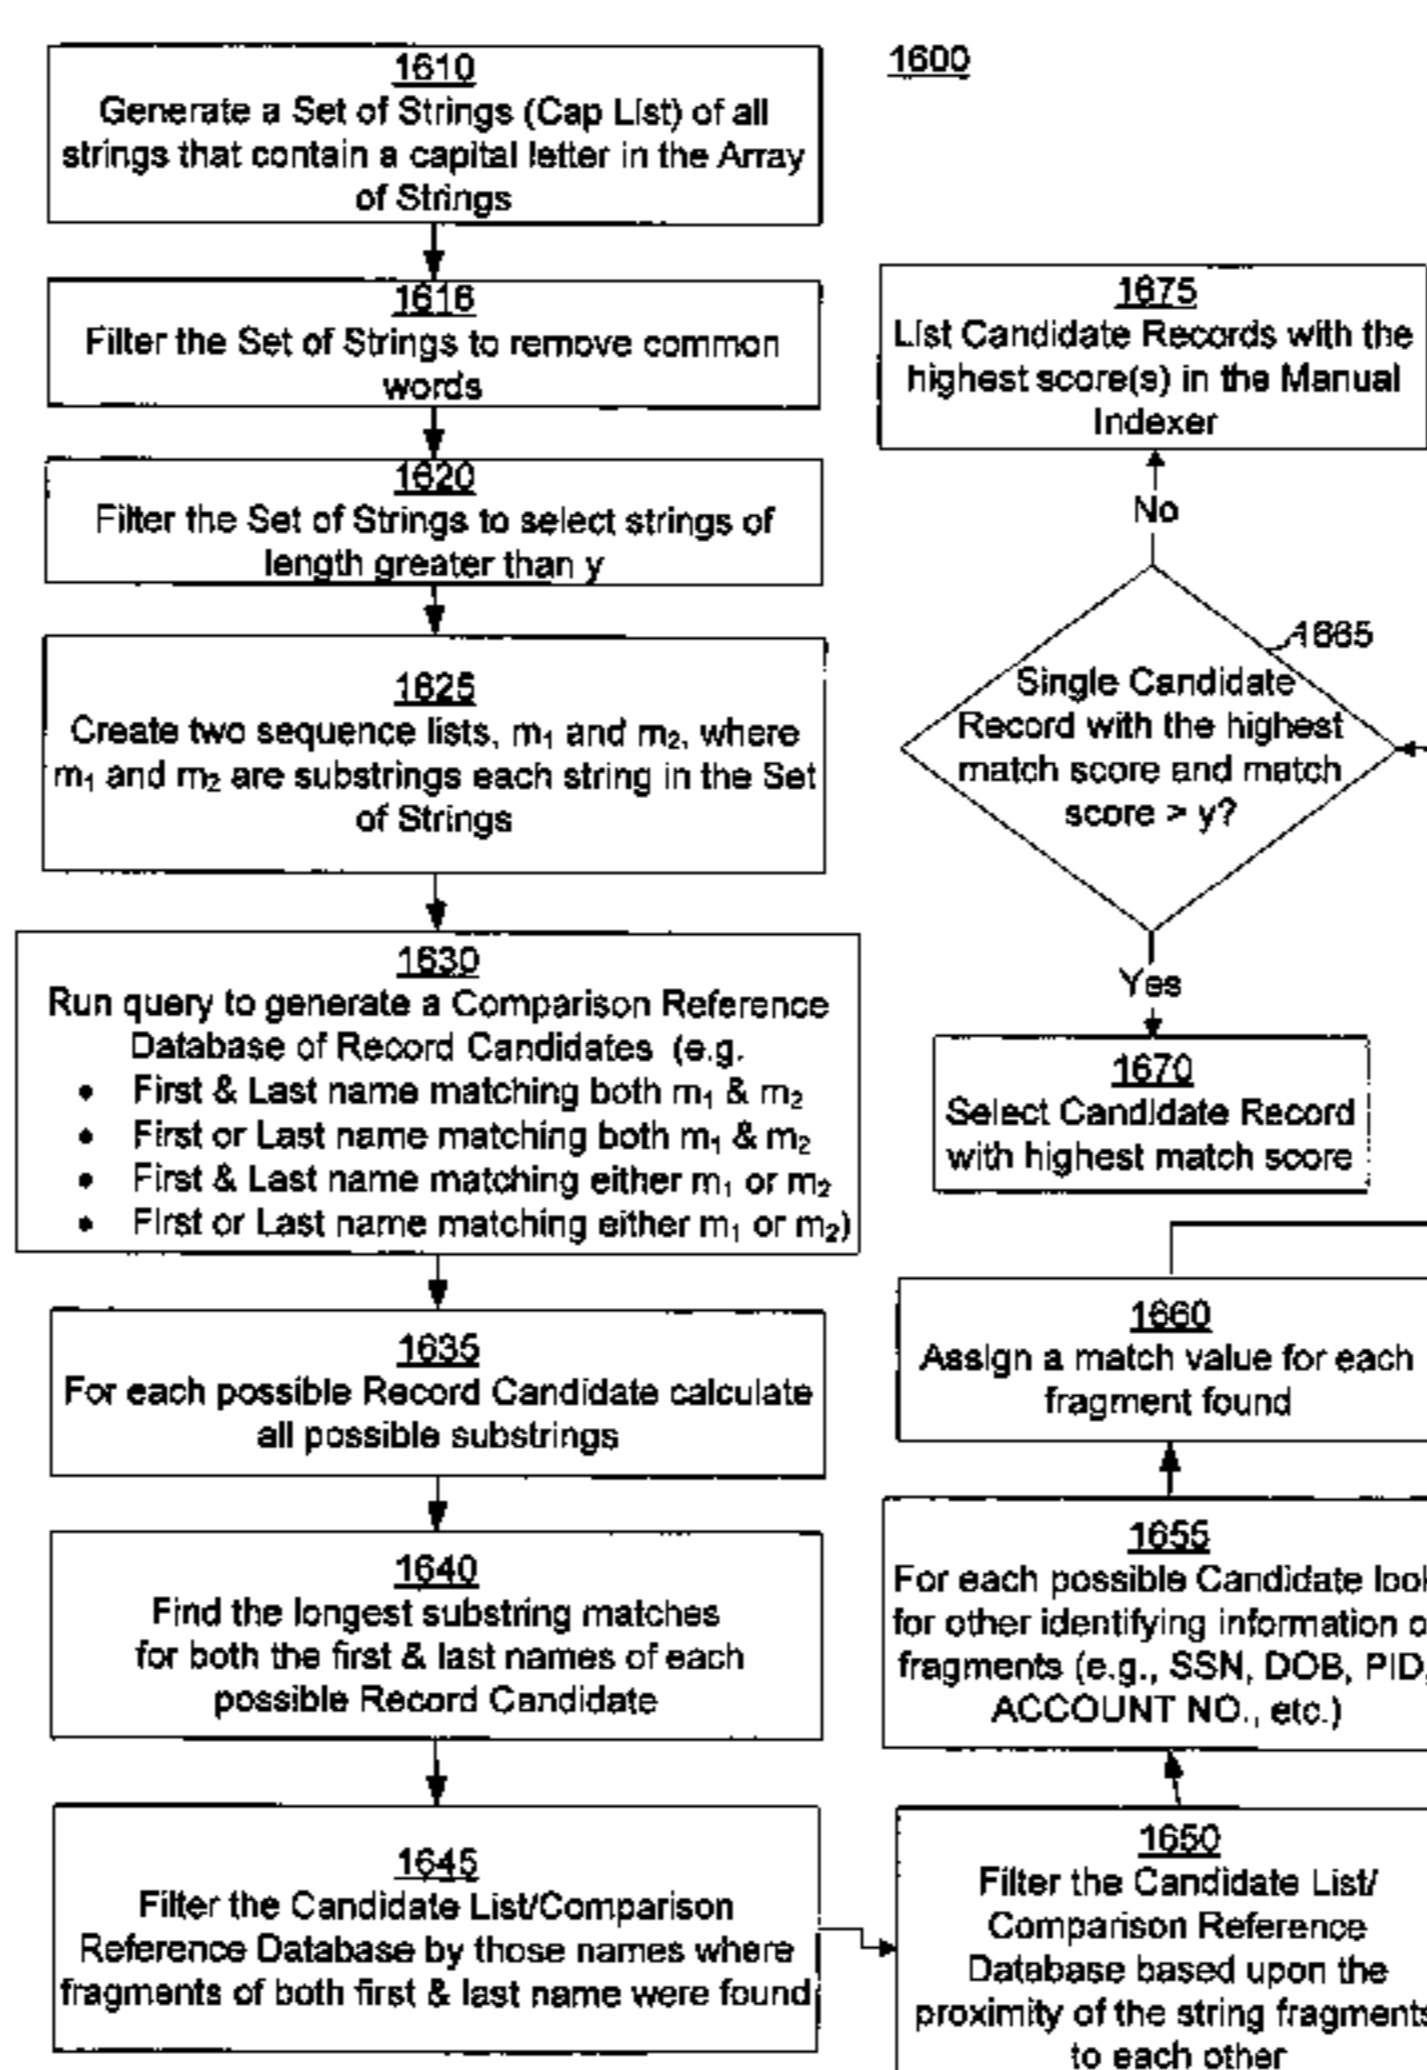 1600
1610
Generate a Set of Strings (Cap List) of all
strings that contain a capital letter in the Array
of Strings
1616
Filter the Set of Strings to remove common
words
1620
Filter the Set of Strings to select strings of
length greater than y
1625
Create two sequence lists, m₁ and m₂, where
m₁ and m₂ are substrings each string in the Set
of Strings
1630
Run query to generate a Comparison Reference
Database of Record Candidates (e.g.
• First & Last name matching both m₁ & m₂
• First or Last name matching both m₁ & m₂
• First & Last name matching either m₁ or m₂
• First or Last name matching either m₁ or m₂)
1635
For each possible Record Candidate calculate
all possible substrings
1640
Find the longest substring matches
for both the first & last names of each
possible Record Candidate
1645
Filter the Candidate List/Comparison
Reference Database by those names where
fragments of both first & last name were found
1650
Filter the Candidate List/
Comparison Reference
Database based upon the
proximity of the string fragments
to each other
1655
For each possible Candidate look
for other identifying information o
fragments (e.g., SSN, DOB, PID,
ACCOUNT NO., etc.)
1660
Assign a match value for each
fragment found
1665
Single Candidate
Record with the highest
match score and match
score > y?
No
Yes
1670
Select Candidate Record
with highest match score
1675
List Candidate Records with the
highest score(s) in the Manual
Indexer